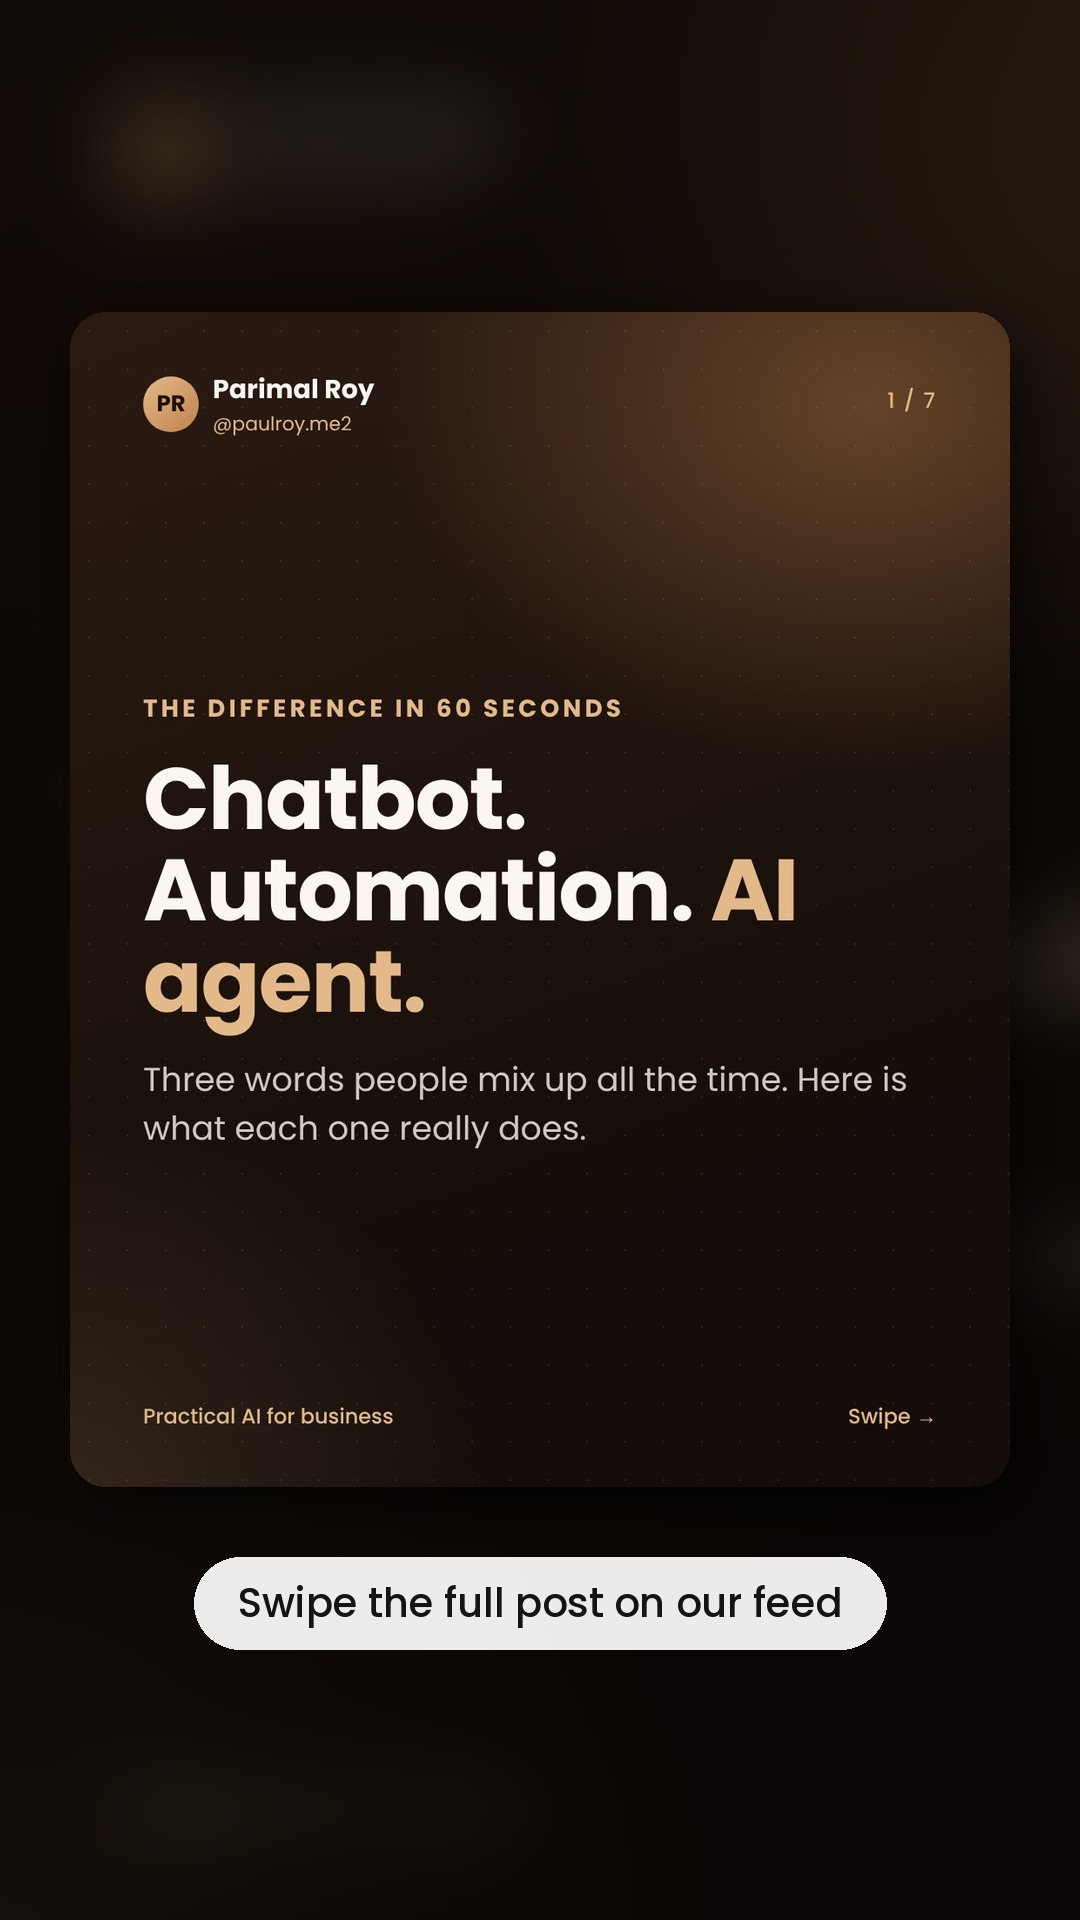 PR
Parimal Roy
@paulroy.me2
1 / 7
THE DIFFERENCE IN 60 SECONDS
Chatbot.
Automation. AI
agent.
Three words people mix up all the time. Here is
what each one really does.
Practical AI for business
Swipe →
Swipe the full post on our feed